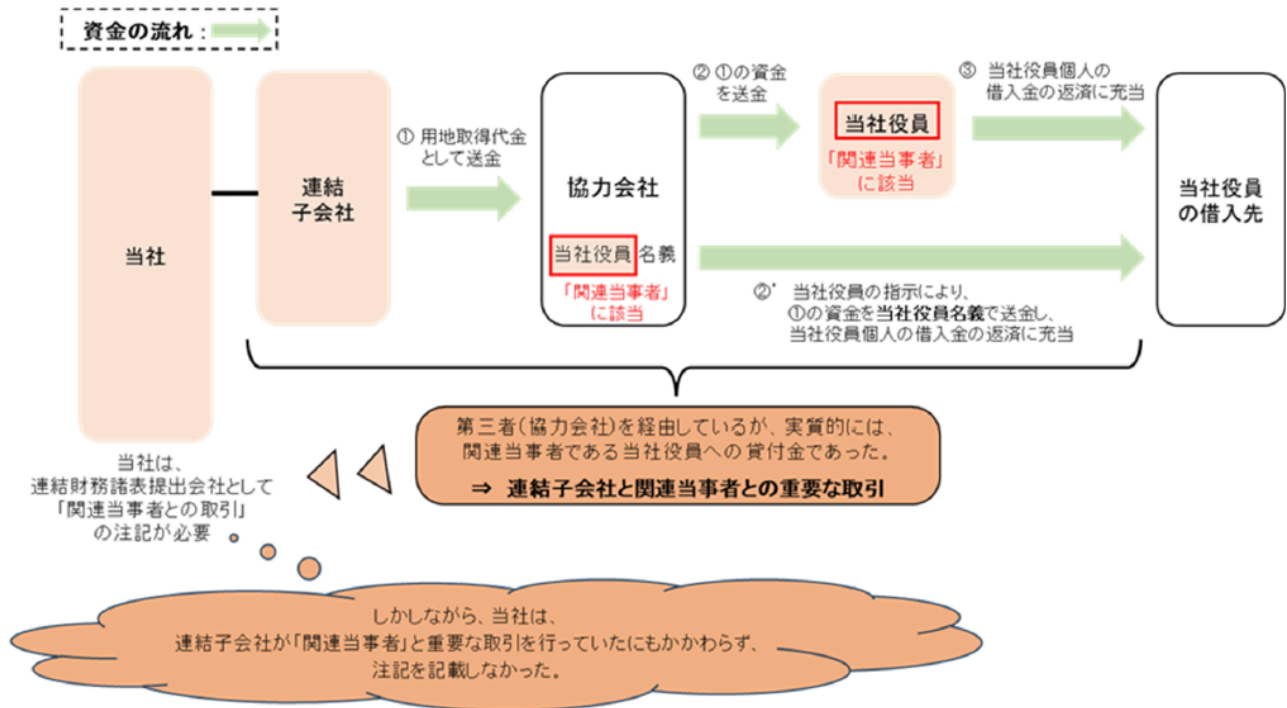 資金の流れ：
当社
連結
子会社
① 用地取得代金
として送金
協力会社
当社役員 名義
「関連当事者」
に該当
② ①の資金
を送金
当社役員
「関連当事者」
に該当
③ 当社役員個人の
借入金の返済に充当
②’ 当社役員の指示により、
①の資金を当社役員名義で送金し、
当社役員個人の借入金の返済に充当
当社役員
の借入先
第三者（協力会社）を経由しているが、実質的には、
関連当事者である当社役員への貸付金であった。
⇒ 連結子会社と関連当事者との重要な取引
当社は、
連結財務諸表提出会社として
「関連当事者との取引」
の注記が必要
しかしながら、当社は、
連結子会社が「関連当事者」と重要な取引を行っていたにもかかわらず、
注記を記載しなかった。